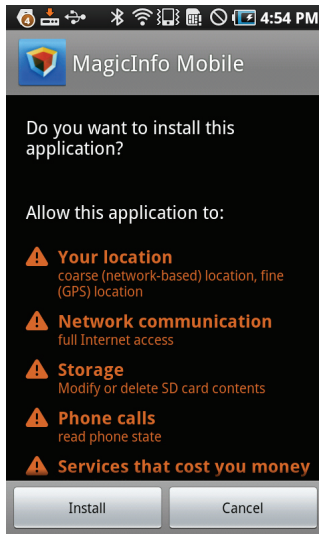 4:54 PM
MagicInfo Mobile
Do you want to install this
application?
Allow this application to:
Your location
coarse (network-based) location, fine
(GPS) location
Network communication
full Internet access
Storage
Modify or delete SD card contents
Phone calls
read phone state
Services that cost you money
Install
Cancel